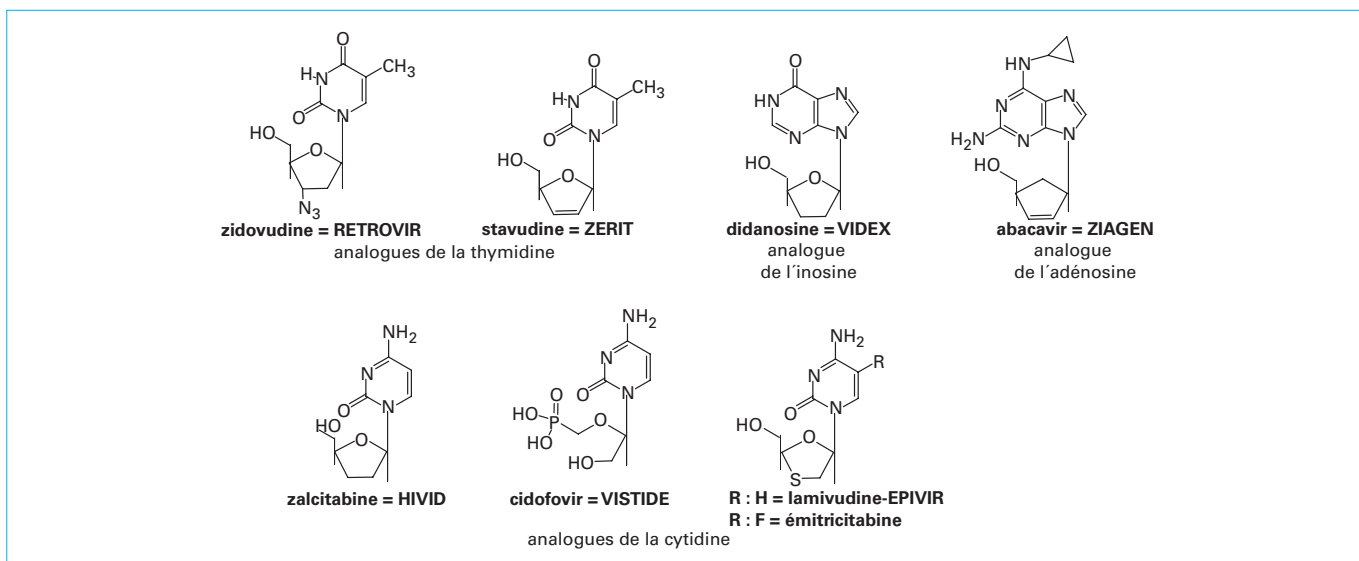 O
HN
CH3
O
N
HO
O
N3
zidovudine = RETROVIR
O
HN
CH3
O
N
HO
O
stavudine = ZERIT
analogues de la thymidine
O
HN
N
N
N
HO
O
didanosine = VIDEX
analogue
de l´inosine
HN
N
N
H2N
N
N
HO
abacavir = ZIAGEN
analogue
de l´adénosine
NH2
N
O
N
HO
O
zalcitabine = HIVID
NH2
N
O
N
O
HO
P
O
HO
HO
cidofovir = VISTIDE
NH2
R
N
O
N
HO
O
S
R : H = lamivudine-EPIVIR
R : F = émitricitabine
analogues de la cytidine